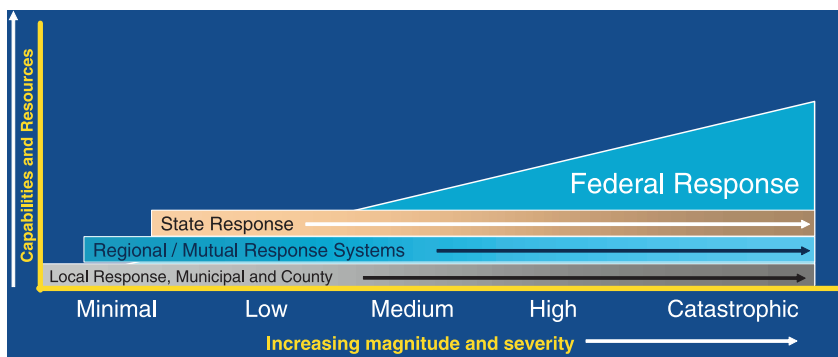 Capabilities and Resources
Federal Response
State Response
Regional / Mutual Response Systems
Local Response, Municipal and County
Minimal Low Medium High Catastrophic
Increasing magnitude and severity